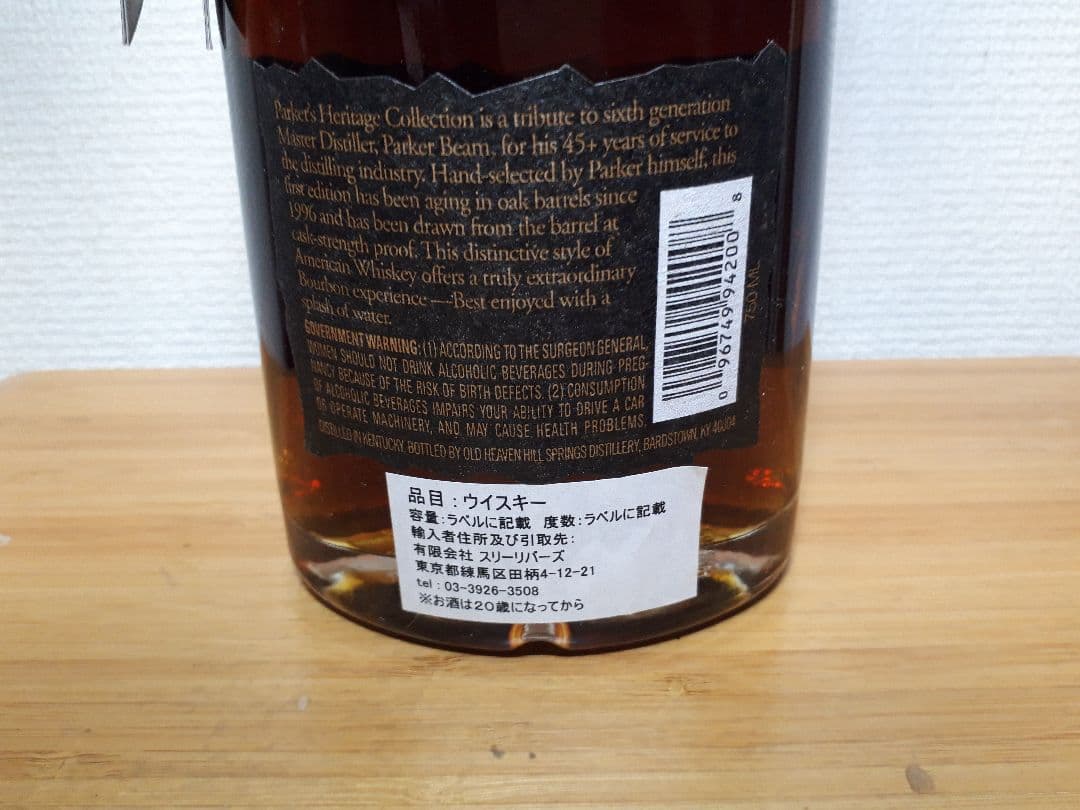 Parker's Heritage Collection is a tribute to sixth generation
Master Distiller, Parker Beam, for his 45+ years of service to
the distilling industry. Hand-selected by Parker himself, this
first edition has been aging in oak barrels since
1996 and has been drawn from the barrel at
cask-strength proof. This distinctive style of
American Whiskey offers a truly extraordinary
Bourbon experience — Best enjoyed with a
splash of water.
GOVERNMENT WARNING: (1) ACCORDING TO THE SURGEON GENERAL,
WOMEN SHOULD NOT DRINK ALCOHOLIC BEVERAGES DURING PREG-
NANCY BECAUSE OF THE RISK OF BIRTH DEFECTS. (2) CONSUMPTION
OF ALCOHOLIC BEVERAGES IMPAIRS YOUR ABILITY TO DRIVE A CAR
OR OPERATE MACHINERY, AND MAY CAUSE HEALTH PROBLEMS.
DISTILLED IN KENTUCKY, BOTTLED BY OLD HEAVEN HILL SPRINGS DISTILLERY, BARDSTOWN, KY 40004
0 96749 94200 8
750 ML
品目:ウイスキー
容量:ラベルに記載 度数:ラベルに記載
輸入者住所及び引取先:
有限会社 スリーリバーズ
東京都練馬区田柄4-12-21
tel : 03-3926-3508
※お酒は20歳になってから